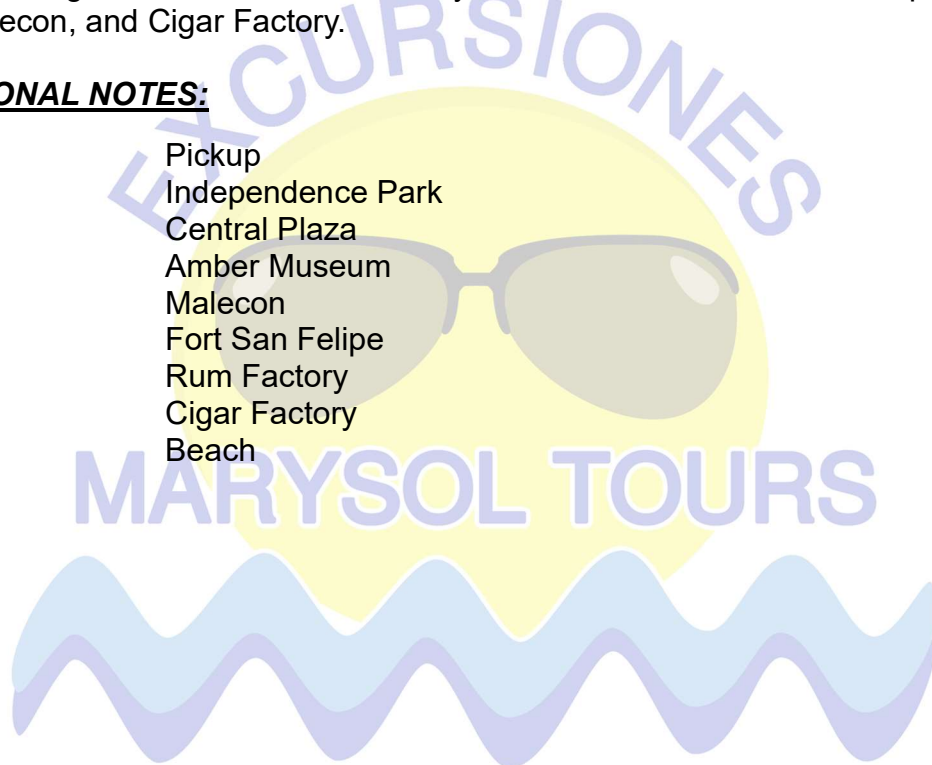 econ, and Cigar Factory.
ONAL NOTES:
Pickup
Independence Park
Central Plaza
Amber Museum
Malecon
Fort San Felipe
Rum Factory
Cigar Factory
Beach
EXCURSIONES
MARYSOL TOURS